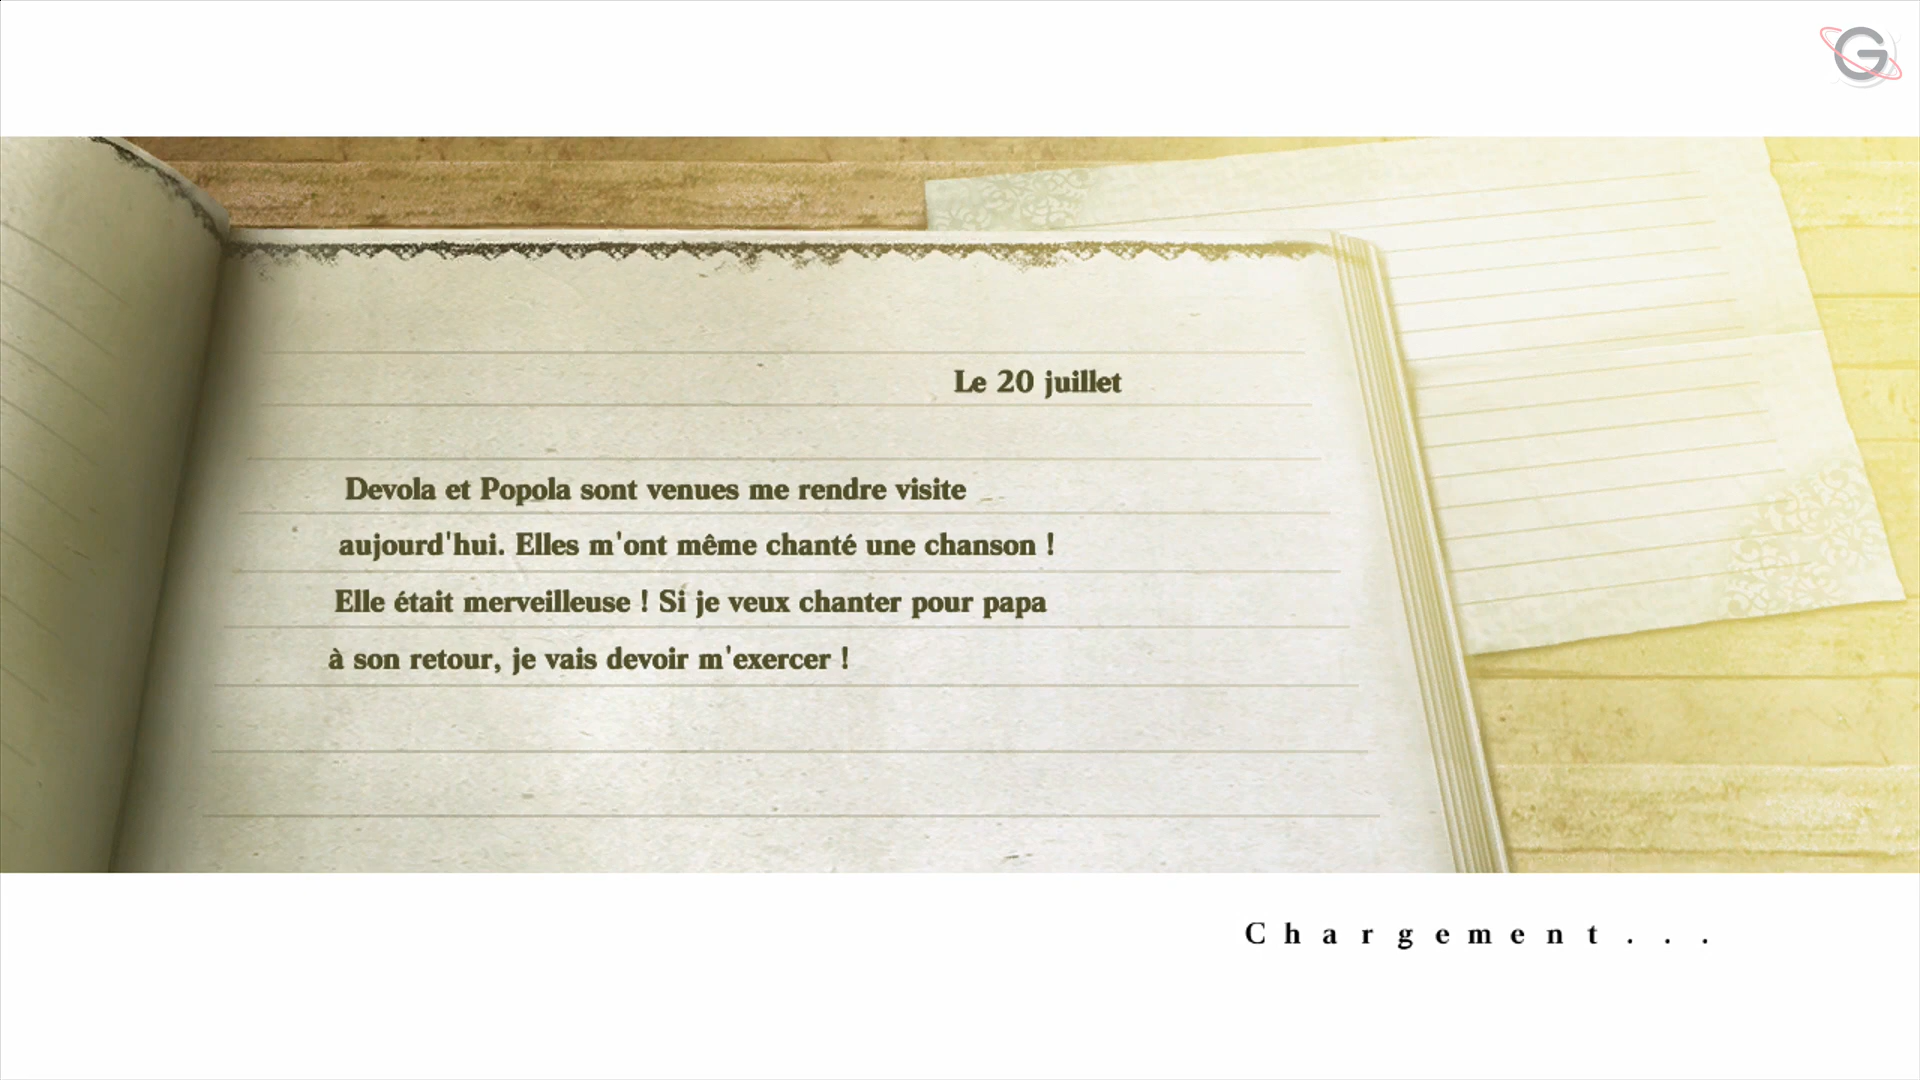 G
Le 20 juillet
Devola et Popola sont venues me rendre visite
aujourd'hui. Elles m'ont même chanté une chanson !
Elle était merveilleuse ! Si je veux chanter pour papa
à son retour, je vais devoir m'exercer !
Chargement...